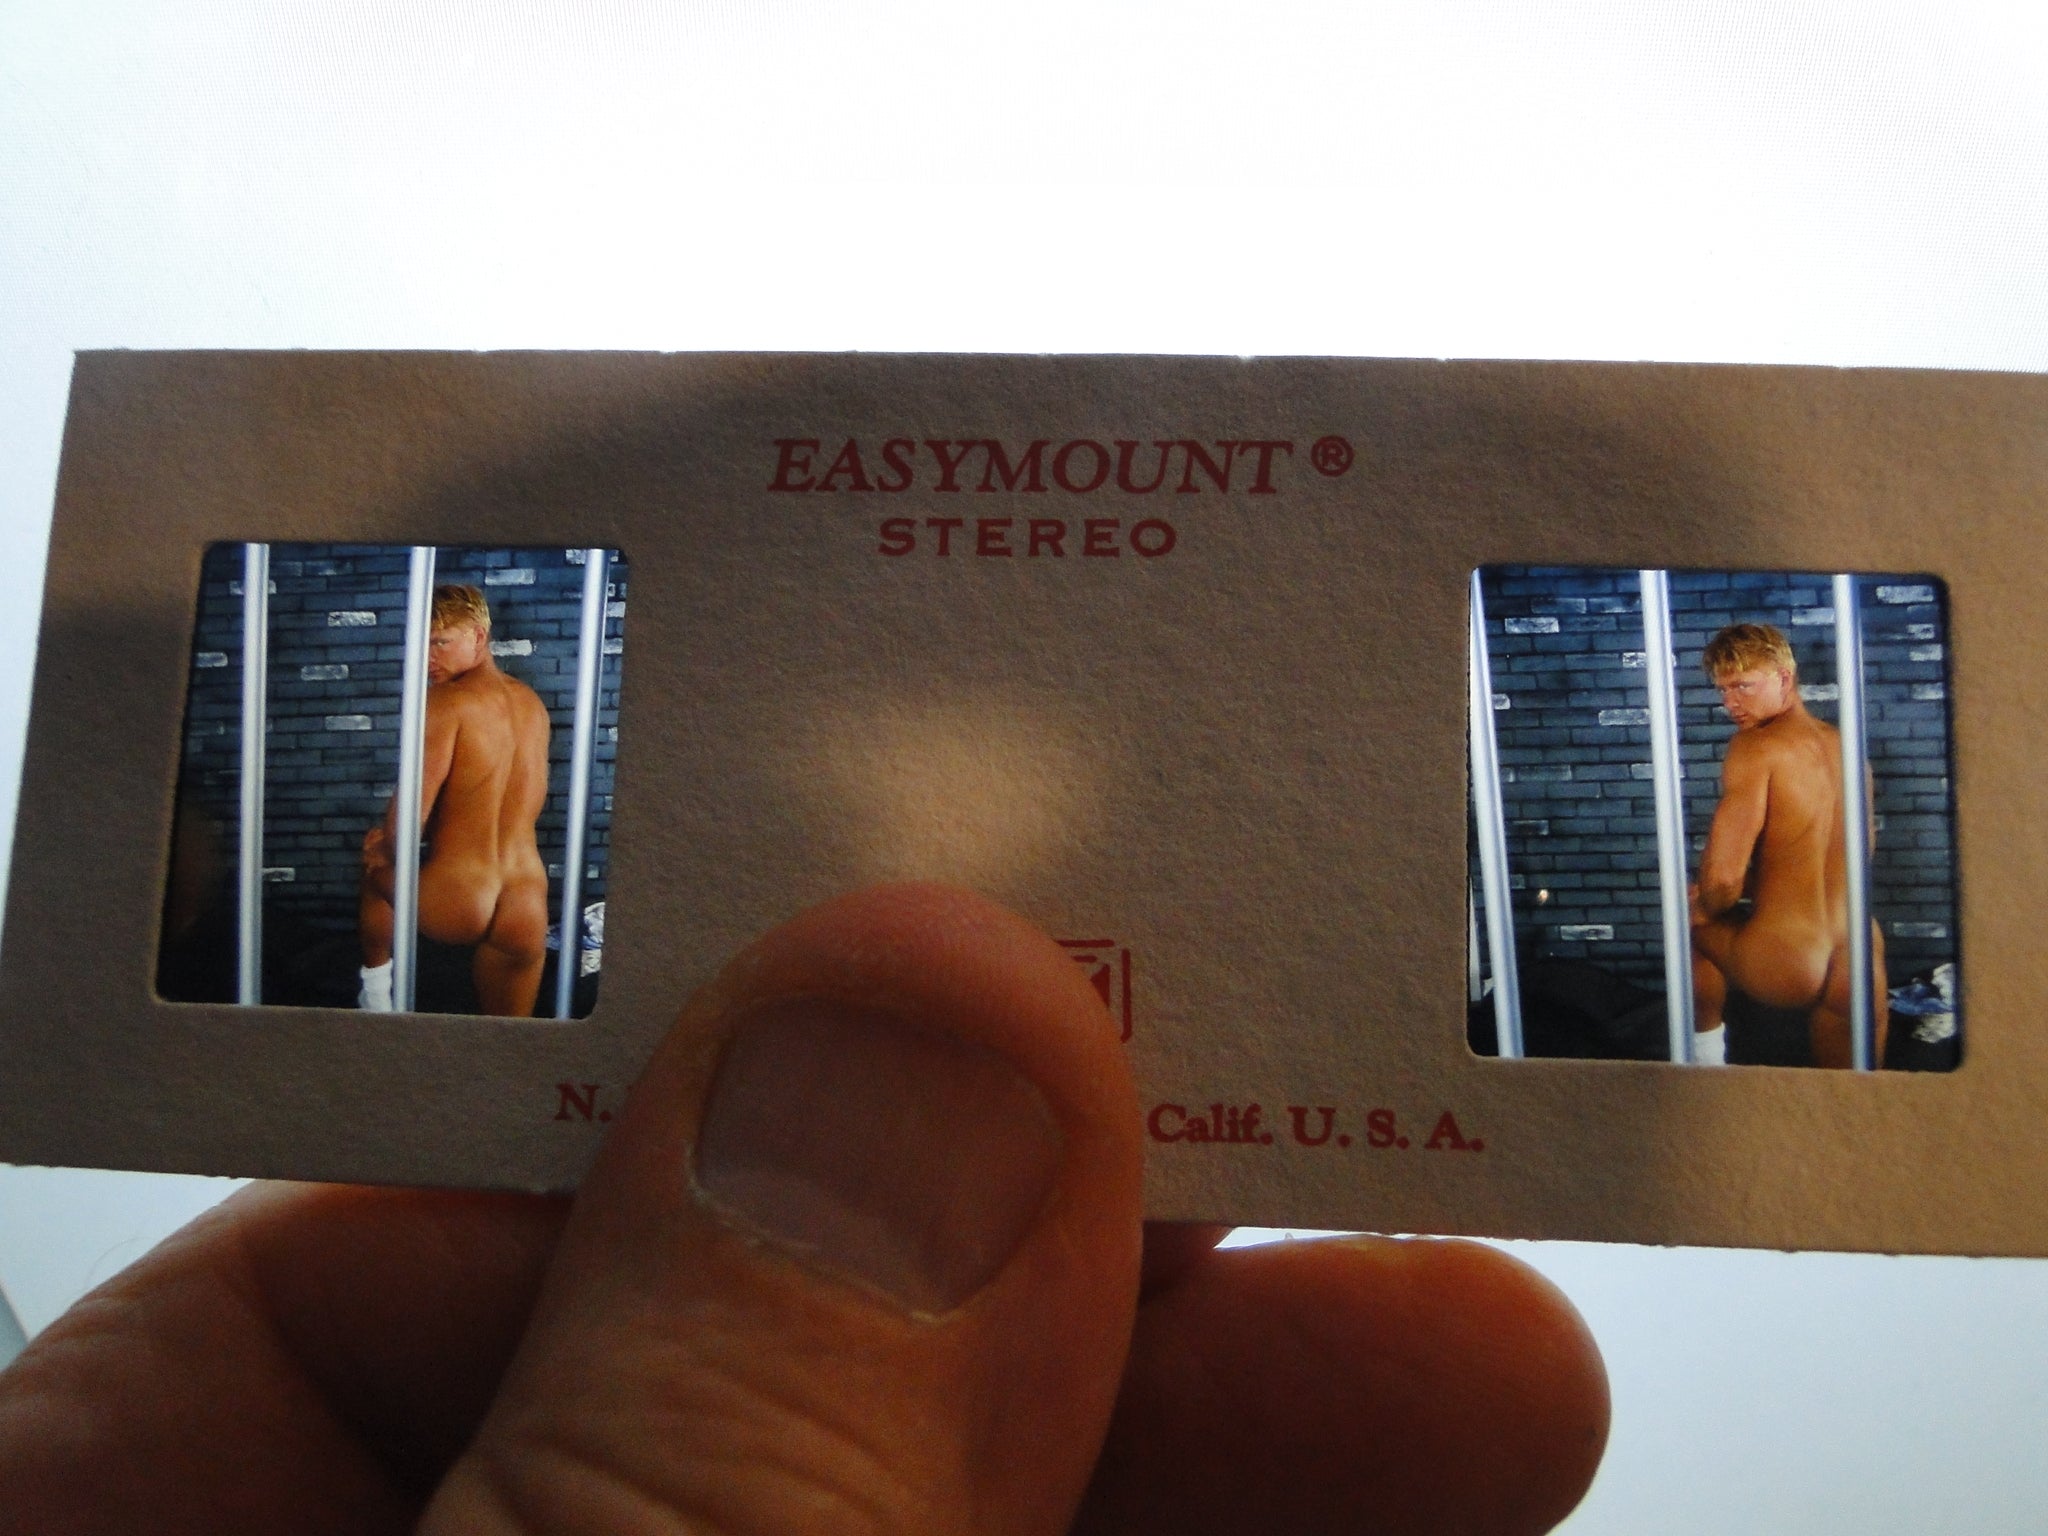 EASYMOUNT ®
STEREO
N. Calif. U. S. A.